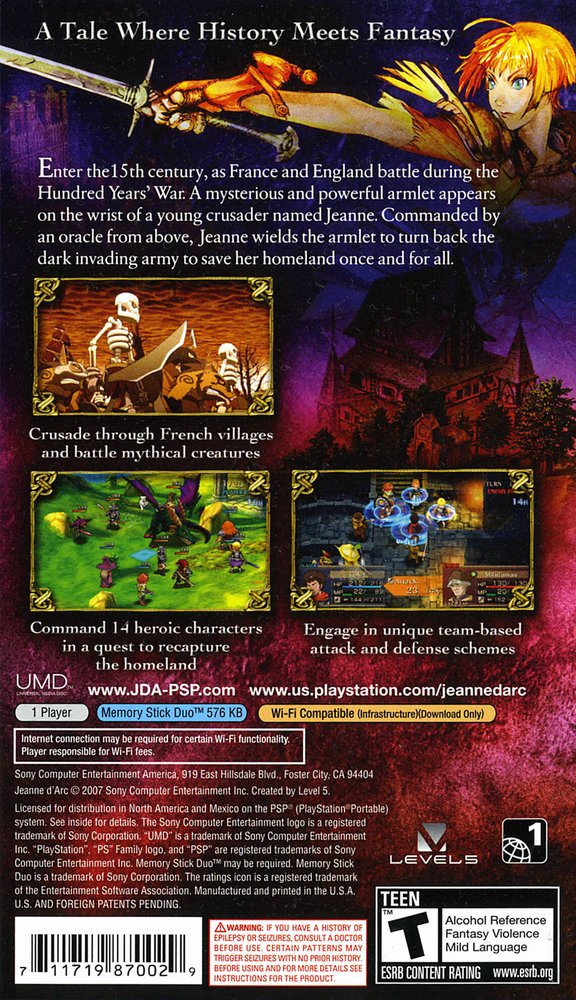 A Tale Where History Meets Fantasy
Enter the 15th century, as France and England battle during the
Hundred Years' War. A mysterious and powerful armlet appears
on the wrist of a young crusader named Jeanne. Commanded by
an oracle from above, Jeanne wields the armlet to turn back the
dark invading army to save her homeland once and for all.
Crusade through French villages
and battle mythical creatures
TURN
Attack
Command 14 heroic characters
in a quest to recapture
the homeland
Engage in unique team-based
attack and defense schemes
UMD™
UNIVERSAL MEDIA DISC
www.JDA-PSP.com www.us.playstation.com/jeannedarc
1 Player
Memory Stick Duo™ 576 KB
Wi-Fi Compatible (Infrastructure)(Download Only)
Internet connection may be required for certain Wi-Fi functionality.
Player responsible for Wi-Fi fees.
Sony Computer Entertainment America, 919 East Hillsdale Blvd., Foster City, CA 94404
Jeanne d'Arc © 2007 Sony Computer Entertainment Inc. Created by Level 5.
Licensed for distribution in North America and Mexico on the PSP® (PlayStation®Portable)
system. See inside for details. The Sony Computer Entertainment logo is a registered
trademark of Sony Corporation. "UMD" is a trademark of Sony Computer Entertainment
Inc. "PlayStation", "PS" Family logo, and "PSP" are registered trademarks of Sony
Computer Entertainment Inc. Memory Stick Duo™ may be required. Memory Stick
Duo is a trademark of Sony Corporation. The ratings icon is a registered trademark
of the Entertainment Software Association. Manufactured and printed in the U.S.A.
U.S. AND FOREIGN PATENTS PENDING.
LEVEL5
1
TEEN
T
Alcohol Reference
Fantasy Violence
Mild Language
ESRB CONTENT RATING www.esrb.org
7 11719 87002 9
WARNING: IF YOU HAVE A HISTORY OF
EPILEPSY OR SEIZURES, CONSULT A DOCTOR
BEFORE USE. CERTAIN PATTERNS MAY
TRIGGER SEIZURES WITH NO PRIOR HISTORY.
BEFORE USING AND FOR MORE DETAILS SEE
INSTRUCTIONS FOR THE PRODUCT.